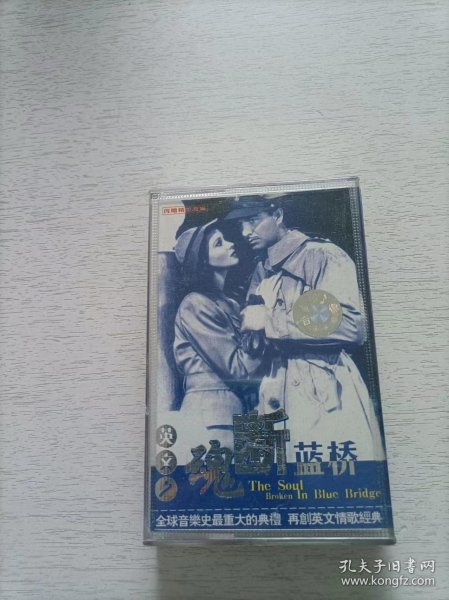 英文
魂断蓝桥
The Soul
Broken In Blue Bridge
全球音樂史最重大的典禮 再創英文情歌經典
孔夫子旧书网
www.kongfz.com